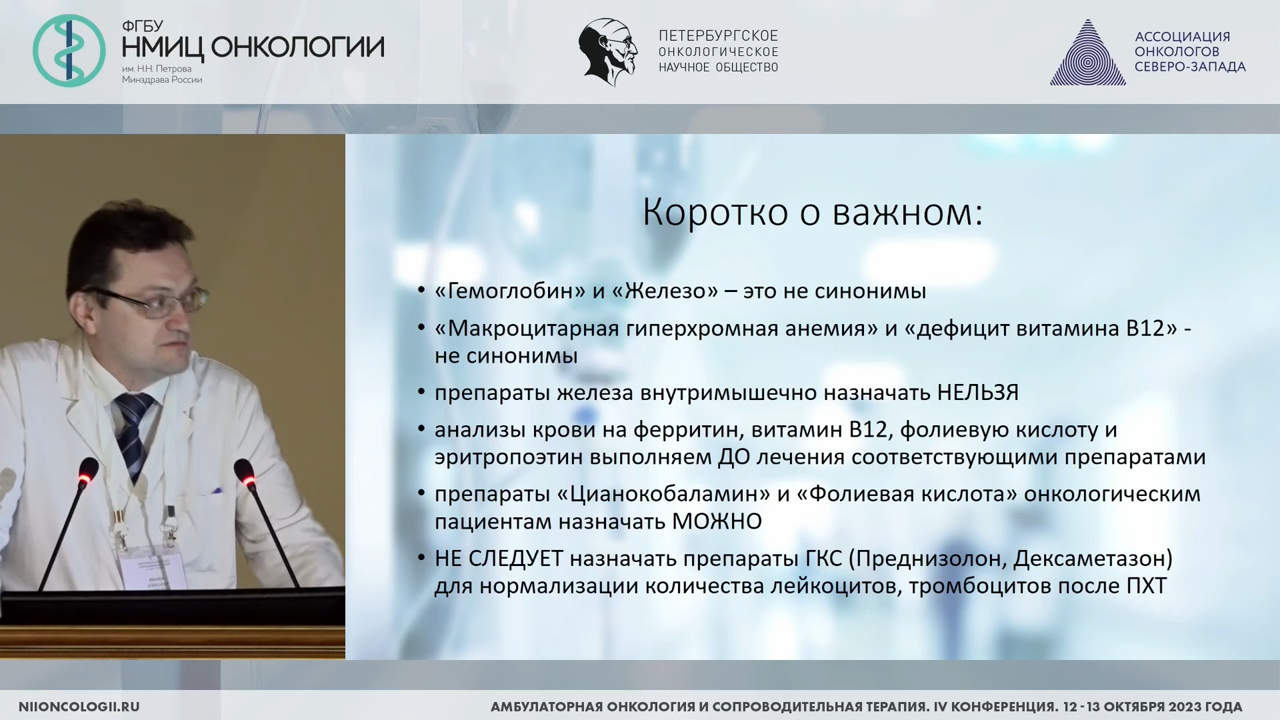 ФГБУ
НМИЦ ОНКОЛОГИИ
им. Н.Н. Петрова
Минздрава России
ПЕТЕРБУРГСКОЕ
ОНКОЛОГИЧЕСКОЕ
НАУЧНОЕ ОБЩЕСТВО
АССОЦИАЦИЯ
ОНКОЛОГОВ
СЕВЕРО-ЗАПАДА
Коротко о важном:
• «Гемоглобин» и «Железо» – это не синонимы
• «Макроцитарная гиперхромная анемия» и «дефицит витамина В12» -
не синонимы
• препараты железа внутримышечно назначать НЕЛЬЗЯ
• анализы крови на ферритин, витамин В12, фолиевую кислоту и
эритропоэтин выполняем ДО лечения соответствующими препаратами
• препараты «Цианокобаламин» и «Фолиевая кислота» онкологическим
пациентам назначать МОЖНО
• НЕ СЛЕДУЕТ назначать препараты ГКС (Преднизолон, Дексаметазон)
для нормализации количества лейкоцитов, тромбоцитов после ПХТ
NIIONCOLOGII.RU
АМБУЛАТОРНАЯ ОНКОЛОГИЯ И СОПРОВОДИТЕЛЬНАЯ ТЕРАПИЯ. IV КОНФЕРЕНЦИЯ. 12 - 13 ОКТЯБРЯ 2023 ГОДА